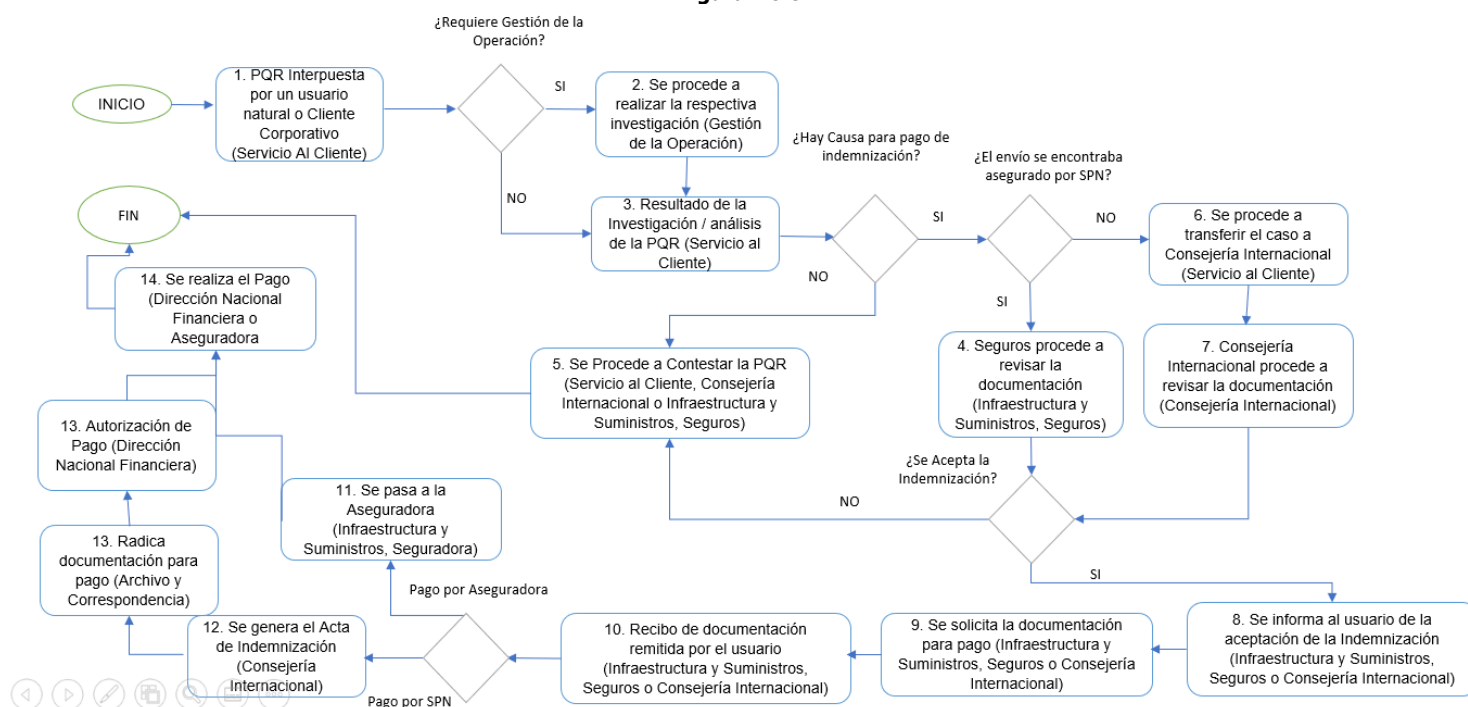 ¿Requiere Gestión de la
Operación?
INICIO
1. PQR Interpuesta
por un usuario
natural o Cliente
Corporativo
(Servicio Al Cliente)
SI
2. Se procede a
realizar la respectiva
investigación (Gestión
de la Operación)
NO
3. Resultado de la
Investigación / análisis
de la PQR (Servicio al
Cliente)
¿Hay Causa para pago de
indemnización?
SI
NO
¿El envío se encontraba
asegurado por SPN?
NO
SI
6. Se procede a
transferir el caso a
Consejería Internacional
(Servicio al Cliente)
FIN
14. Se realiza el Pago
(Dirección Nacional
Financiera o
Aseguradora
5. Se Procede a Contestar la PQR
(Servicio al Cliente, Consejería
Internacional o Infraestructura y
Suministros, Seguros)
4. Seguros procede a
revisar la
documentación
(Infraestructura y
Suministros, Seguros)
7. Consejería
Internacional procede a
revisar la documentación
(Consejería Internacional)
13. Autorización de
Pago (Dirección
Nacional Financiera)
¿Se Acepta la
Indemnización?
NO
SI
11. Se pasa a la
Aseguradora
(Infraestructura y
Suministros, Seguradora)
13. Radica
documentación para
pago (Archivo y
Correspondencia)
Pago por Aseguradora
12. Se genera el Acta
de Indemnización
(Consejería
Internacional)
Pago por SPN
10. Recibo de documentación
remitida por el usuario
(Infraestructura y Suministros,
Seguros o Consejería Internacional)
9. Se solicita la documentación
para pago (Infraestructura y
Suministros, Seguros o Consejería
Internacional)
8. Se informa al usuario de la
aceptación de la Indemnización
(Infraestructura y Suministros,
Seguros o Consejería Internacional)